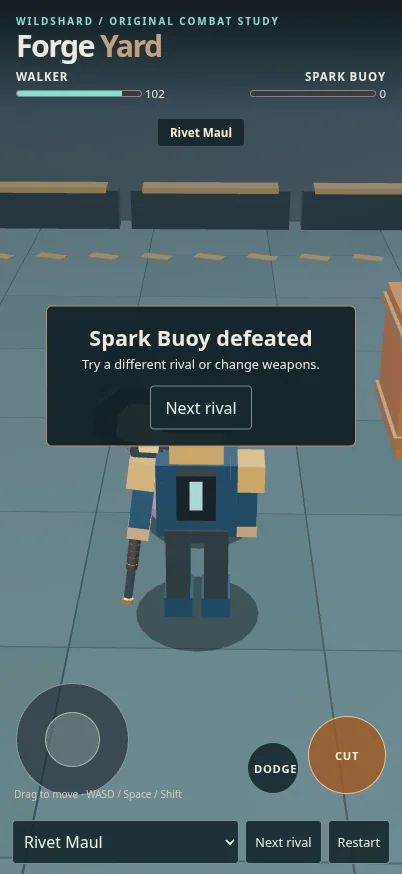 WILDSHARD / ORIGINAL COMBAT STUDY
Forge Yard
WALKER
SPARK BUOY
102
0
Rivet Maul
Spark Buoy defeated
Try a different rival or change weapons.
Next rival
CUT
DODGE
Drag to move · WASD / Space / Shift
Rivet Maul
Next rival
Restart